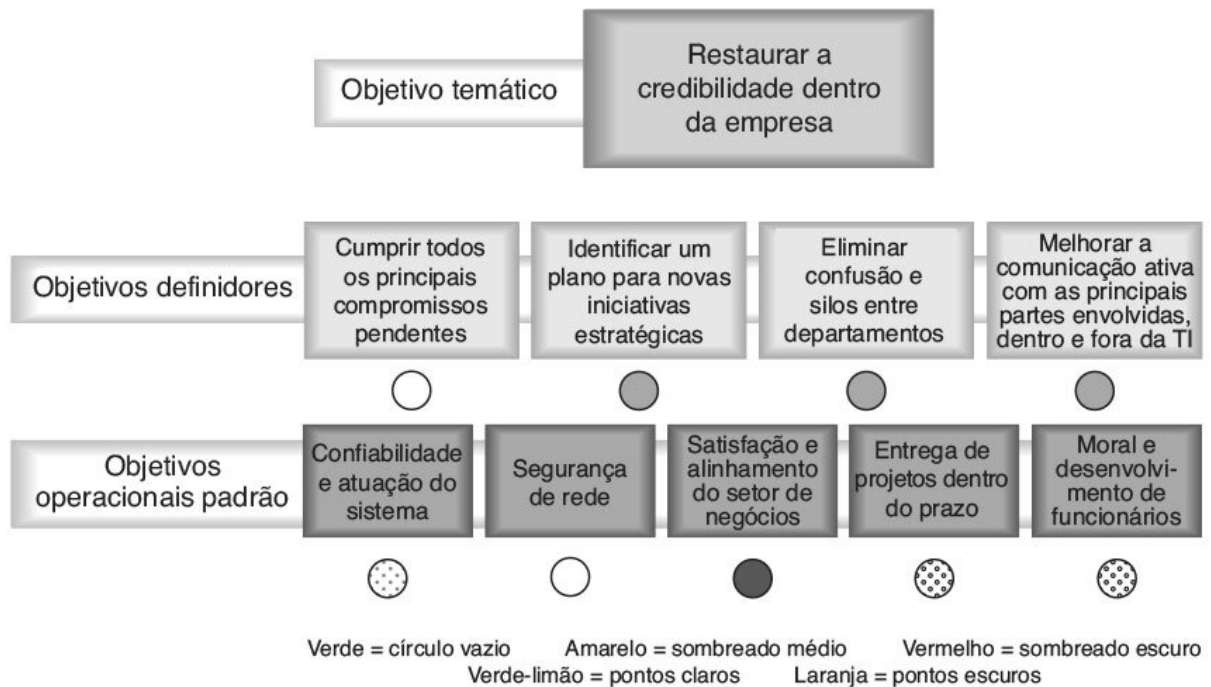 Objetivo temático
Restaurar a
credibilidade dentro
da empresa
Objetivos definidores
Cumprir todos
os principais
compromissos
pendentes
Identificar um
plano para novas
iniciativas
estratégicas
Eliminar
confusão e
silos entre
departamentos
Melhorar a
comunicação ativa
com as principais
partes envolvidas,
dentro e fora da TI
Objetivos
operacionais padrão
Confiabilidade
e atuação do
sistema
Segurança
de rede
Satisfação e
alinhamento
do setor de
negócios
Entrega de
projetos dentro
do prazo
Moral e
desenvolvi-
mento de
funcionários
Verde = círculo vazio
Amarelo = sombreado médio
Vermelho = sombreado escuro
Verde-limão = pontos claros
Laranja = pontos escuros